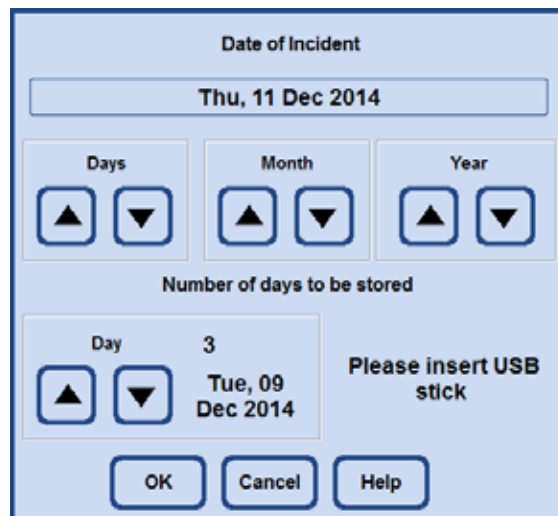 Date of Incident
Thu, 11 Dec 2014
Days Month Year
Number of days to be stored
Day 3
Tue, 09
Dec 2014
Please insert USB
stick
OK Cancel Help